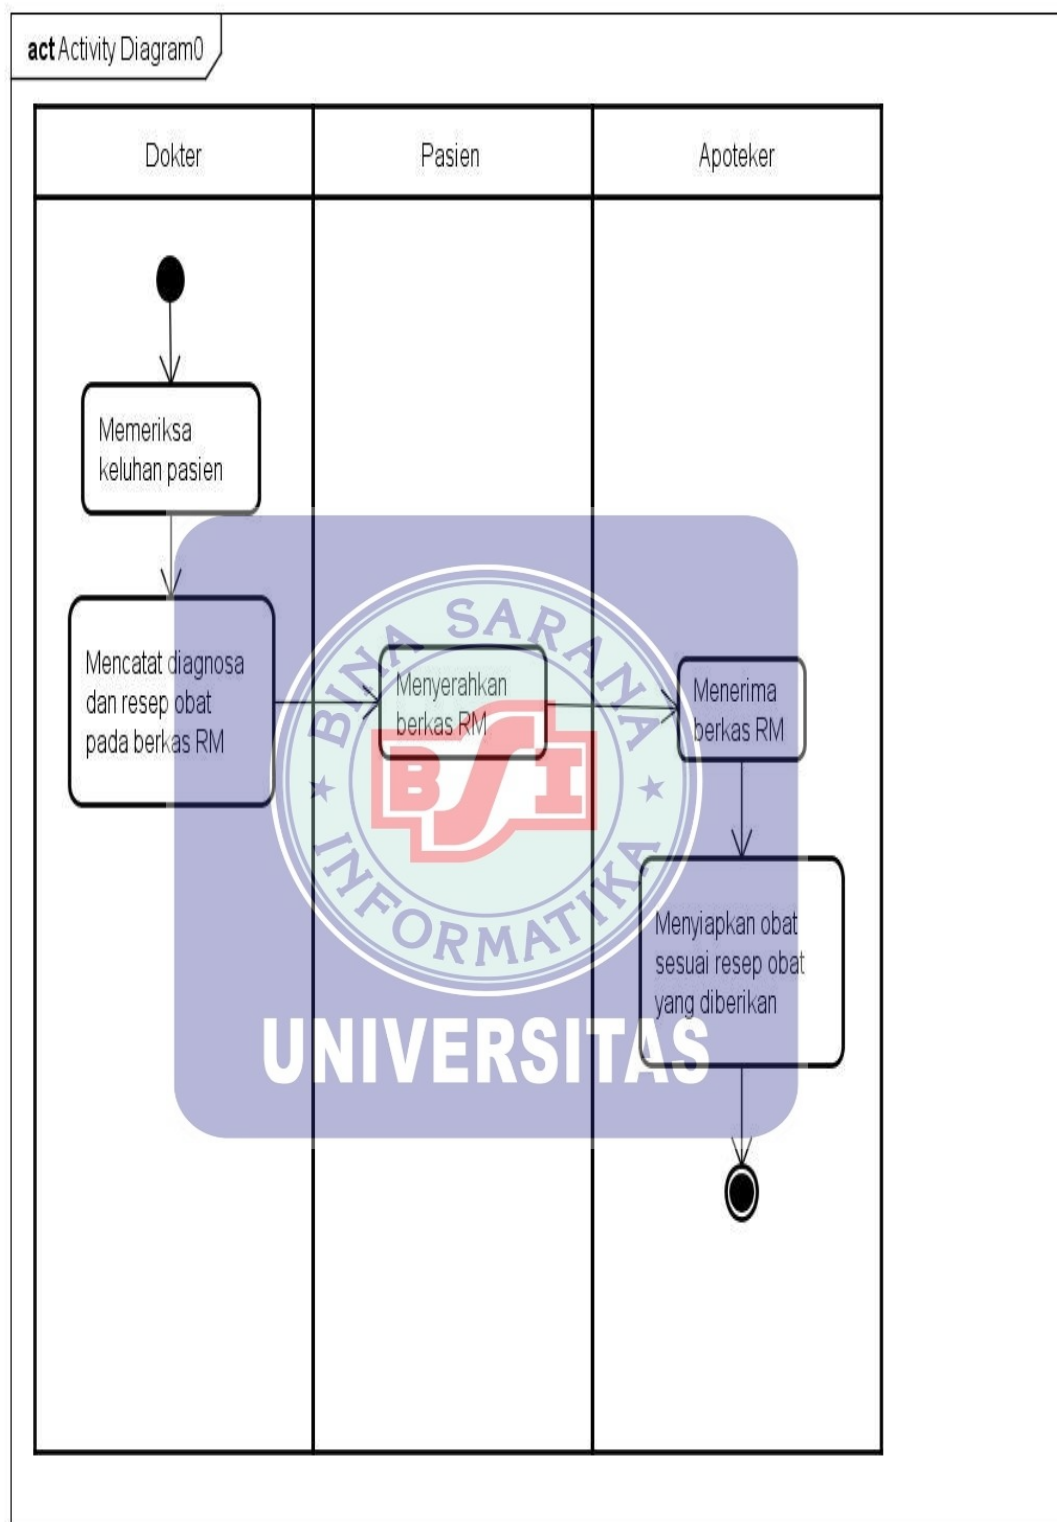 act Activity Diagram0
Dokter
Pasien
Apoteker
Memeriksa
keluhan pasien
Mencatat diagnosa
dan resep obat
pada berkas RM
Menyerahkan
berkas RM
Menerima
berkas RM
Menyiapkan obat
sesuai resep obat
yang diberikan
BINA SARANA
BSI
INFORMATIKA
UNIVERSITAS